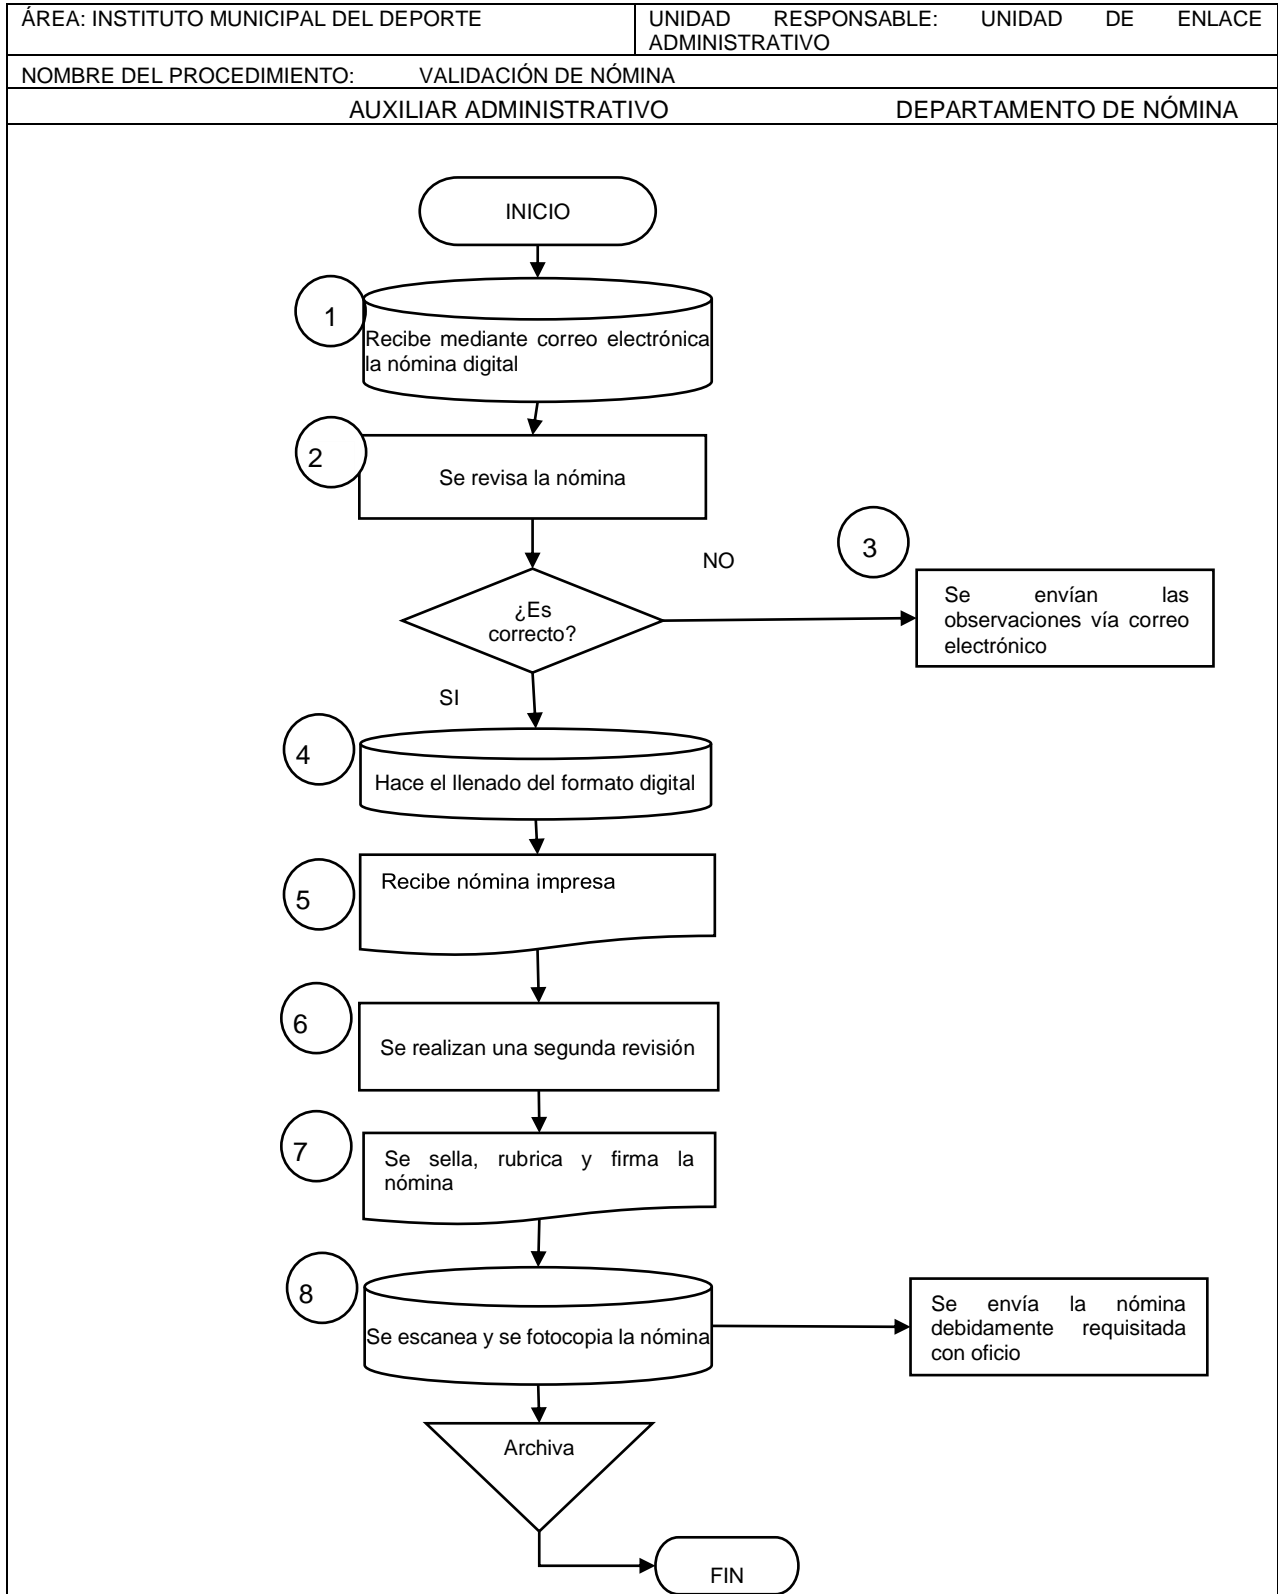 ÁREA: INSTITUTO MUNICIPAL DEL DEPORTE
UNIDAD RESPONSABLE: UNIDAD DE ENLACE
ADMINISTRATIVO
NOMBRE DEL PROCEDIMIENTO: VALIDACIÓN DE NÓMINA
AUXILIAR ADMINISTRATIVO
DEPARTAMENTO DE NÓMINA
INICIO
1
Recibe mediante correo electrónica
la nómina digital
2
Se revisa la nómina
¿Es
correcto?
NO
3
Se envían las
observaciones vía correo
electrónico
SI
4
Hace el llenado del formato digital
5
Recibe nómina impresa
6
Se realizan una segunda revisión
7
Se sella, rubrica y firma la
nómina
8
Se escanea y se fotocopia la nómina
Se envía la nómina
debidamente requisitada
con oficio
Archiva
FIN